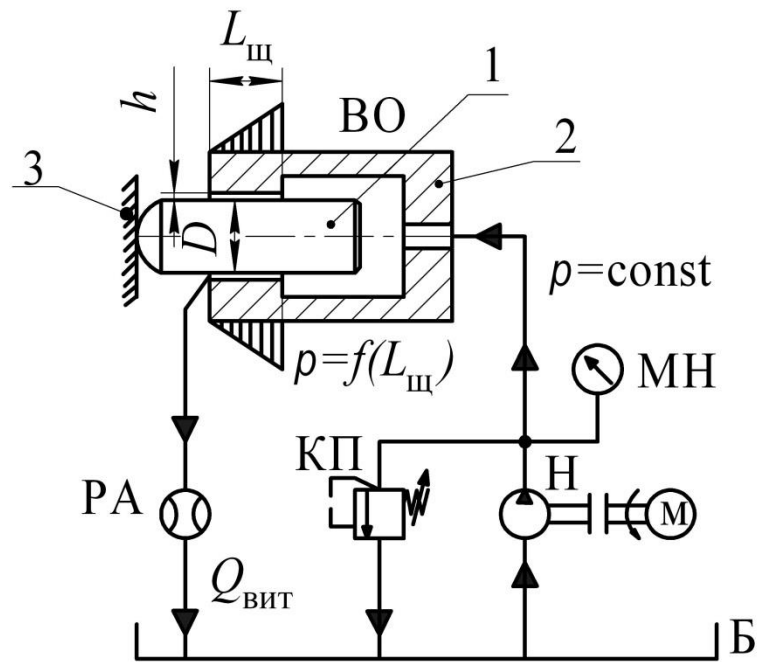 Lщ
1
h
ВО
2
3
D
p=const
p=f(Lщ)
МН
КП
Н
РА
М
Qвит
Б